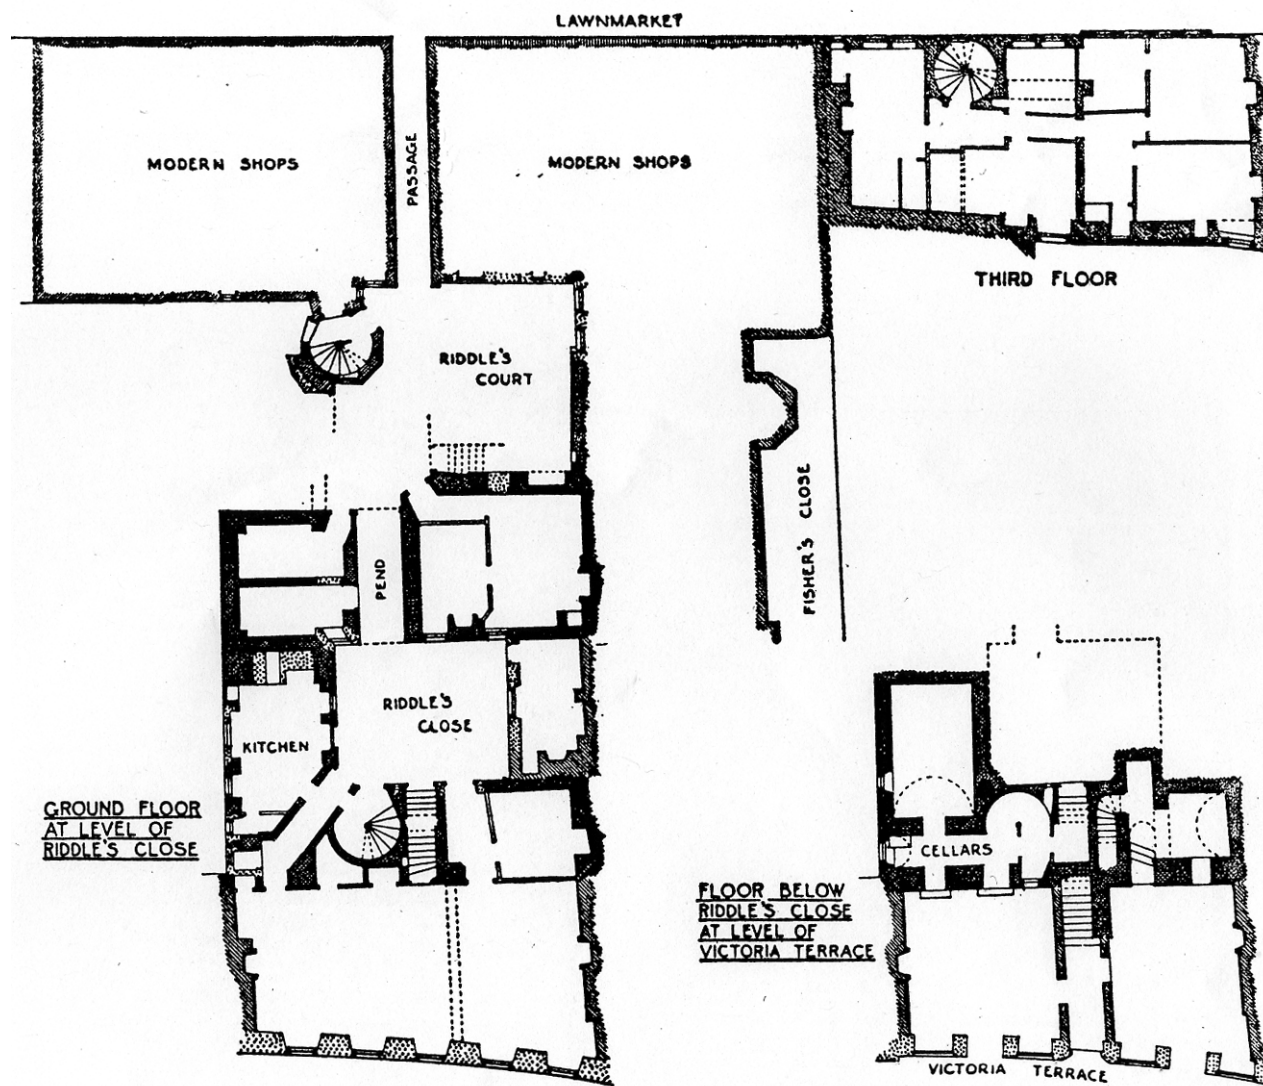 LAWNMARKET
MODERN SHOPS
PASSAGE
MODERN SHOPS
THIRD FLOOR
RIDDLE'S
COURT
FISHER'S CLOSE
PEND
RIDDLE'S
CLOSE
KITCHEN
GROUND FLOOR
AT LEVEL OF
RIDDLE'S CLOSE
CELLARS
FLOOR BELOW
RIDDLE'S CLOSE
AT LEVEL OF
VICTORIA TERRACE
VICTORIA TERRACE